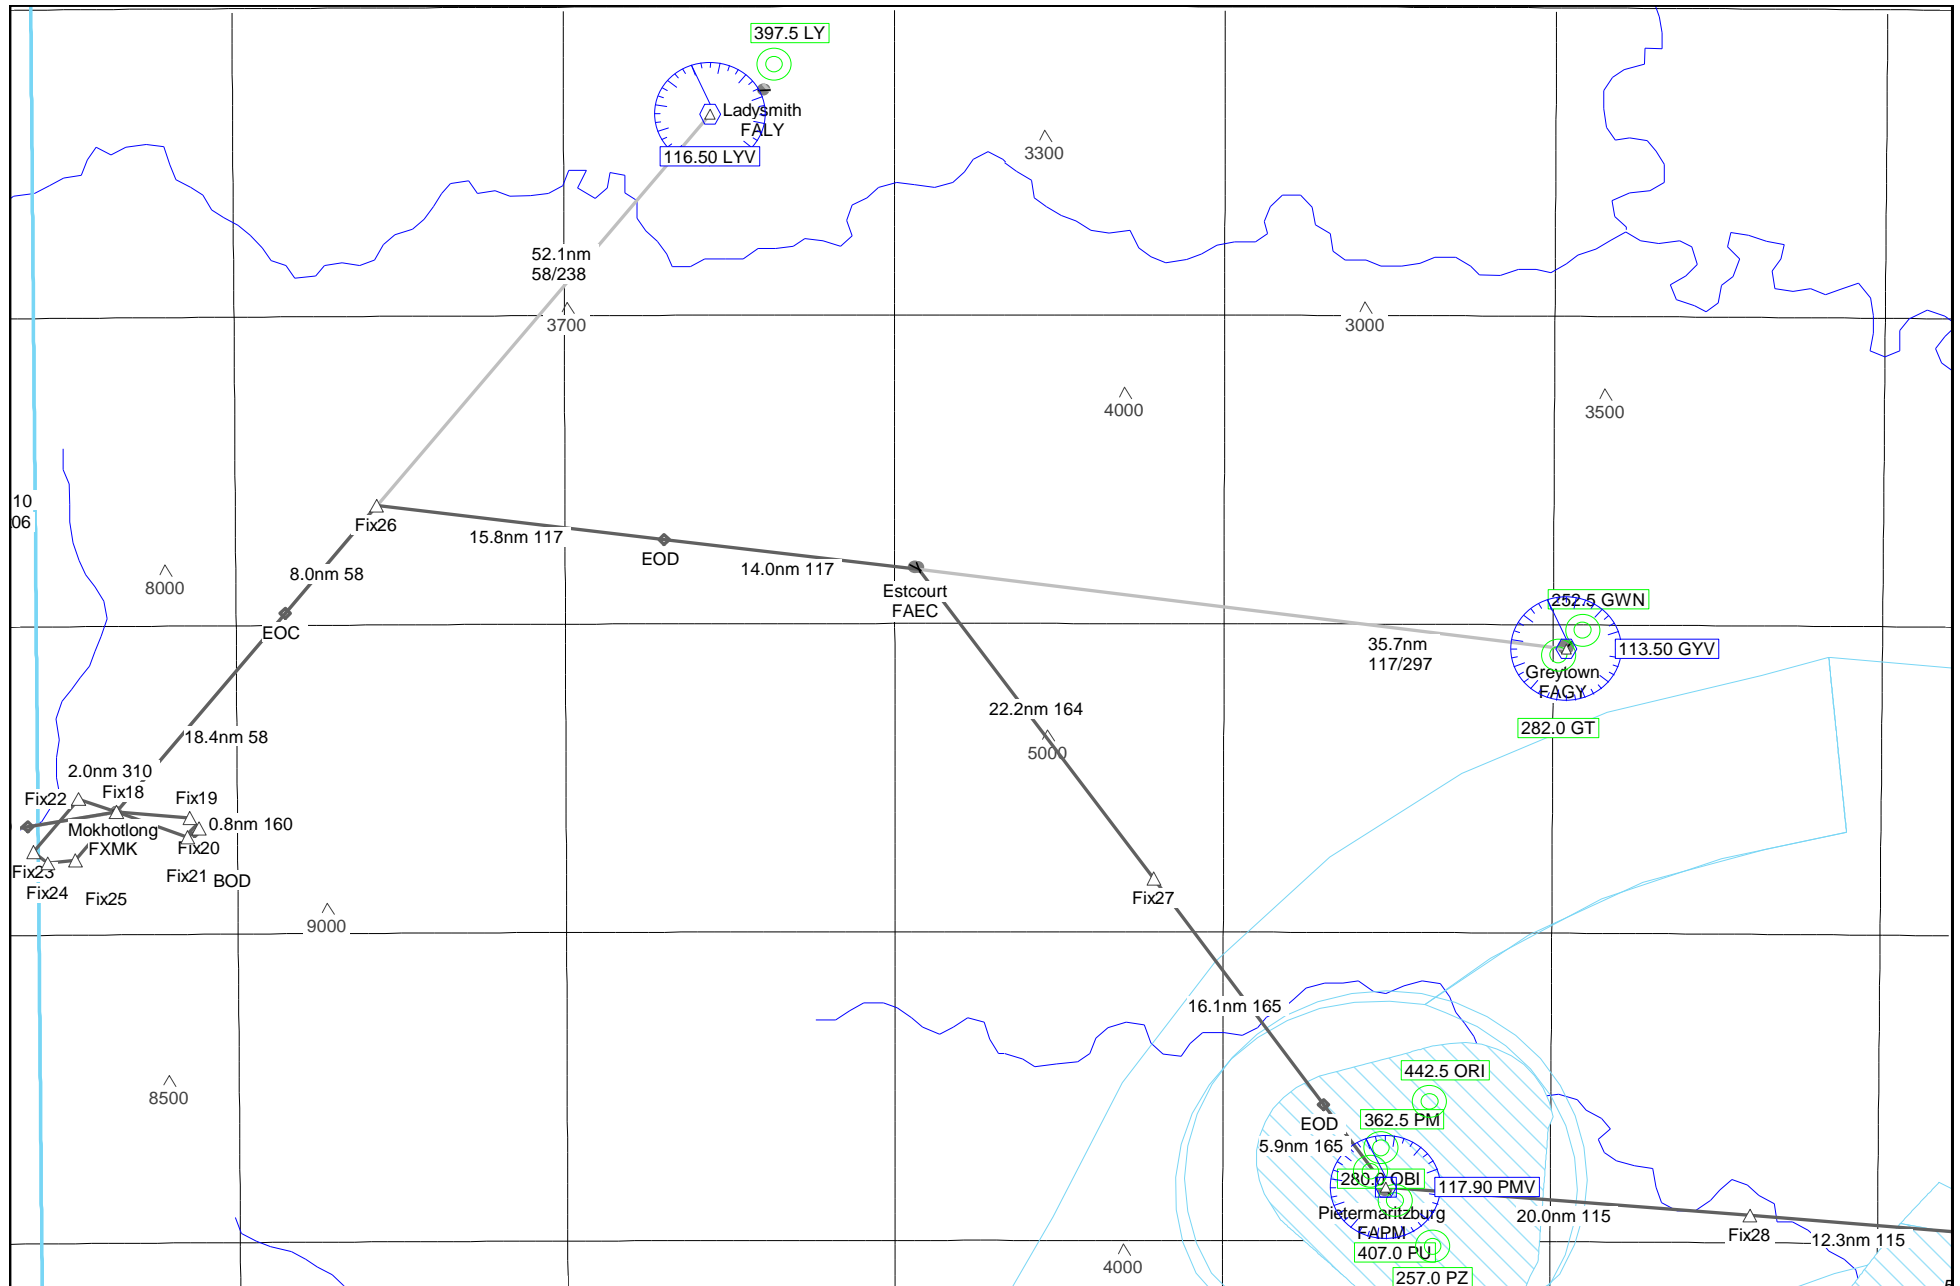 397.5 LY
Ladysmith
FALY
116.50 LYV
3300
52.1nm
58/238
3700
3000
4000
3500
10
06
Fix26
15.8nm 117
EOD
14.0nm 117
8.0nm 58
8000
Estcourt
FAEC
EOC
252.5 GWN
35.7nm
117/297
113.50 GYV
Greytown
FAGY
22.2nm 164
282.0 GT
18.4nm 58
5000
2.0nm 310
Fix18
Fix22
Fix19
0.8nm 160
Mokhotlong
FXMK
Fix20
Fix23
Fix21
BOD
Fix24
Fix25
Fix27
9000
16.1nm 165
8500
442.5 ORI
EOD
362.5 PM
5.9nm 165
280.0 OBI
117.90 PMV
Pietermaritzburg
FAPM
20.0nm 115
Fix28
12.3nm 115
407.0 PU
4000
257.0 PZ